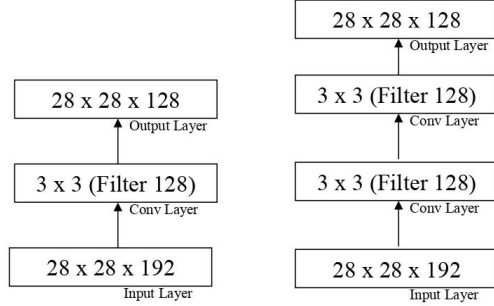 28 x 28 x 128
Output Layer
3 x 3 (Filter 128)
Conv Layer
28 x 28 x 192
Input Layer
28 x 28 x 128
Output Layer
3 x 3 (Filter 128)
Conv Layer
3 x 3 (Filter 128)
Conv Layer
28 x 28 x 192
Input Layer